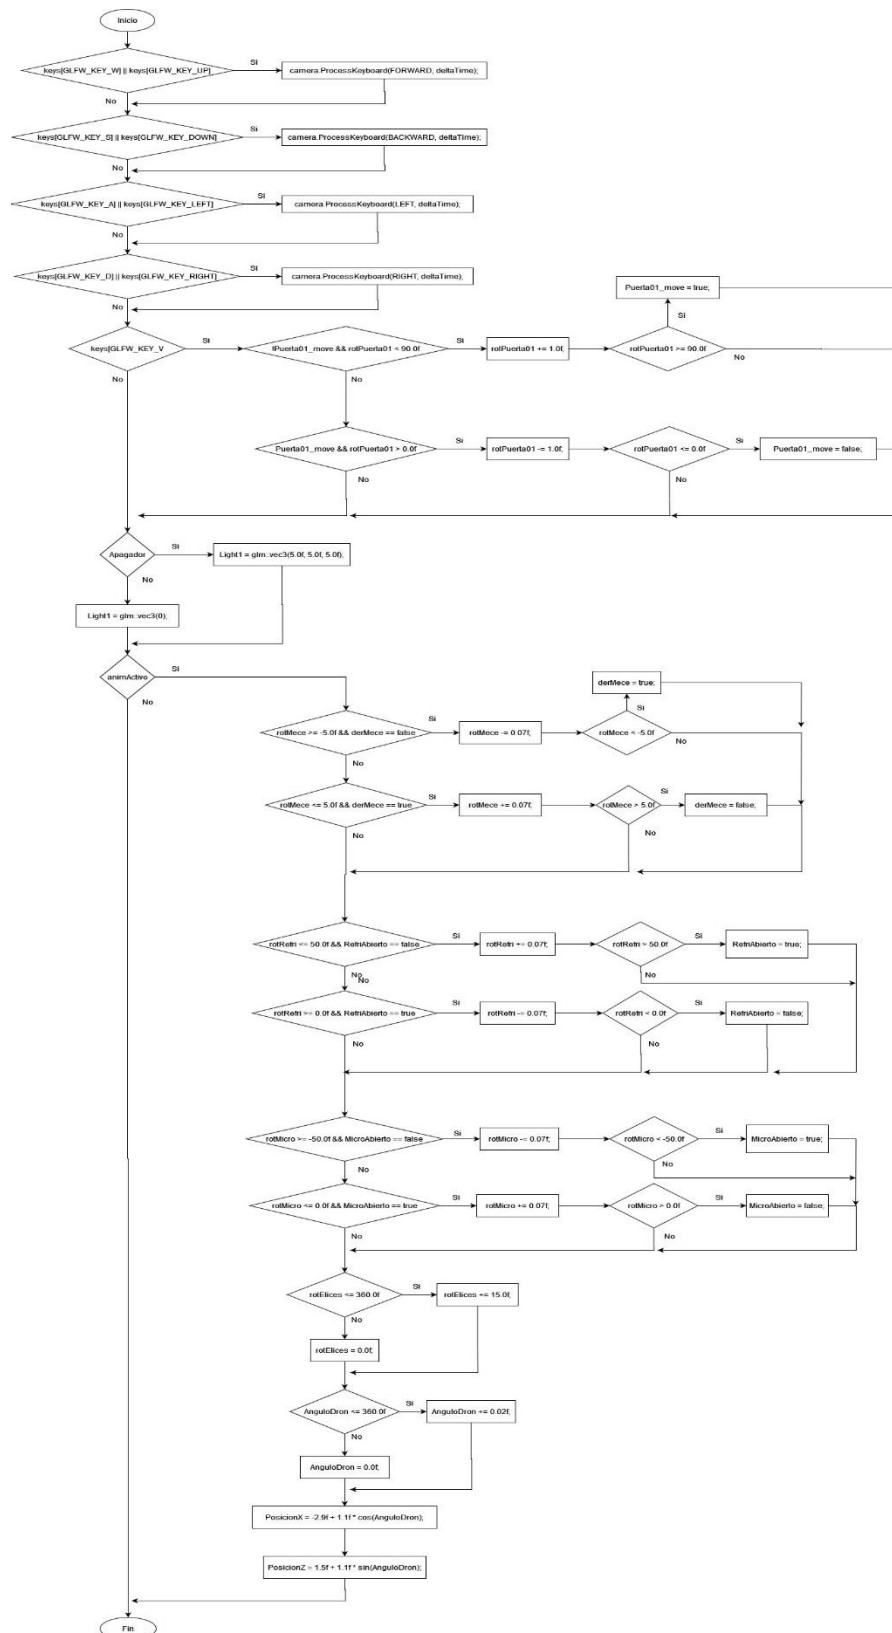 Inicio
keys[GLFW_KEY_W] || keys[GLFW_KEY_UP]
Si
camera.ProcessKeyboard(FORWARD, deltaTime);
No
keys[GLFW_KEY_S] || keys[GLFW_KEY_DOWN]
Si
camera.ProcessKeyboard(BACKWARD, deltaTime);
No
keys[GLFW_KEY_A] || keys[GLFW_KEY_LEFT]
Si
camera.ProcessKeyboard(LEFT, deltaTime);
No
keys[GLFW_KEY_D] || keys[GLFW_KEY_RIGHT]
Si
camera.ProcessKeyboard(RIGHT, deltaTime);
No
Puerta01_move = true;
Si
keys[GLFW_KEY_V
Si
!Puerta01_move && rotPuerta01 < 90.0f
Si
rotPuerta01 += 1.0f;
rotPuerta01 >= 90.0f
No
No
No
Puerta01_move && rotPuerta01 > 0.0f
Si
rotPuerta01 -= 1.0f;
rotPuerta01 <= 0.0f
Si
Puerta01_move = false;
No
No
Apagador
Si
Light1 = glm::vec3(5.0f, 5.0f, 5.0f);
No
Light1 = glm::vec3(0);
animActivo
Si
No
derMece = true;
Si
rotMece >= -5.0f && derMece == false
Si
rotMece -= 0.07f;
rotMece < -5.0f
No
No
rotMece <= 5.0f && derMece == true
Si
rotMece += 0.07f;
rotMece > 5.0f
Si
derMece = false;
No
No
rotRefri <= 50.0f && RefriAbierto == false
Si
rotRefri += 0.07f;
rotRefri > 50.0f
Si
RefriAbierto = true;
No
No
No
rotRefri >= 0.0f && RefriAbierto == true
Si
rotRefri -= 0.07f;
rotRefri < 0.0f
Si
RefriAbierto = false;
No
No
rotMicro >= -50.0f && MicroAbierto == false
Si
rotMicro -= 0.07f;
rotMicro < -50.0f
Si
MicroAbierto = true;
No
No
rotMicro <= 0.0f && MicroAbierto == true
Si
rotMicro += 0.07f;
rotMicro > 0.0f
Si
MicroAbierto = false;
No
No
rotElices <= 360.0f
Si
rotElices += 15.0f;
No
rotElices = 0.0f;
AnguloDron <= 360.0f
Si
AnguloDron += 0.02f;
No
AnguloDron = 0.0f;
PosicionX = -2.9f + 1.1f * cos(AnguloDron);
PosicionZ = 1.5f + 1.1f * sin(AnguloDron);
Fin